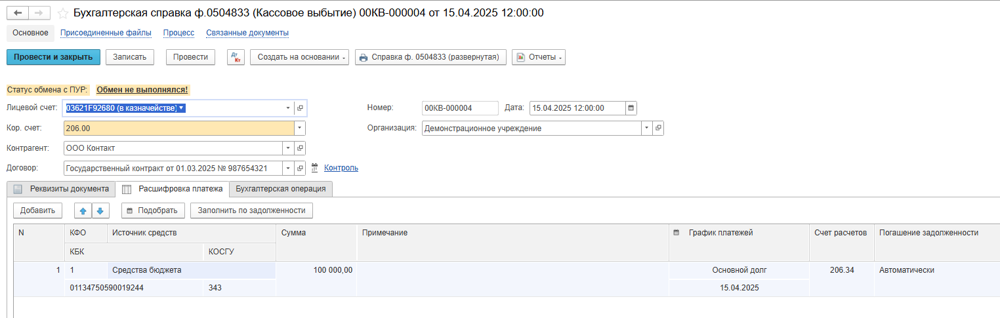 Бухгалтерская справка ф.0504833 (Кассовое выбытие) 00КВ-000004 от 15.04.2025 12:00:00
Основное Присоединенные файлы Процесс Связанные документы
Провести и закрыть Записать Провести Дт Кт Создать на основании Справка ф. 0504833 (развернутая) Отчеты
Статус обмена с ПУР: Обмен не выполнялся!
Лицевой счет: 03621F92680 (в казначействе) Номер: 00КВ-000004 Дата: 15.04.2025 12:00:00
Кор. счет: 206.00 Организация: Демонстрационное учреждение
Контрагент: ООО Контакт
Договор: Государственный контракт от 01.03.2025 № 987654321 Контроль
Реквизиты документа Расшифровка платежа Бухгалтерская операция
Добавить Подобрать Заполнить по задолженности
N КФО Источник средств Сумма Примечание График платежей Счет расчетов Погашение задолженности
КБК КОСГУ
1 1 Средства бюджета 100 000,00 Основной долг 206.34 Автоматически
01134750590019244 343 15.04.2025